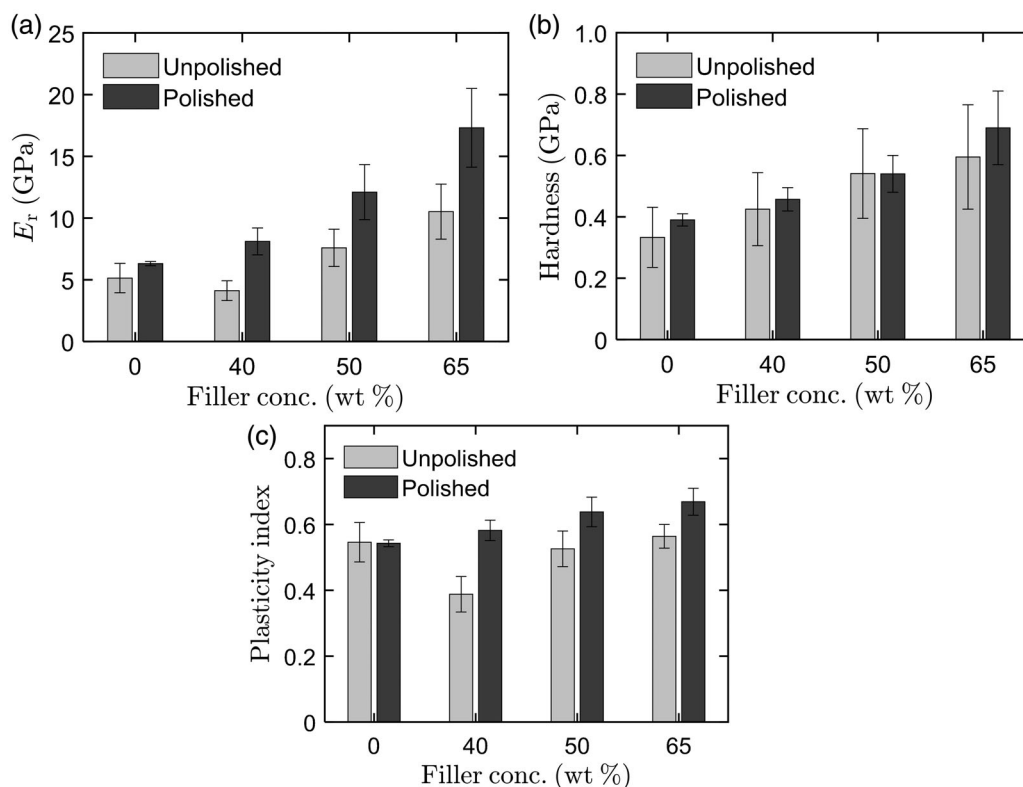 (a)
25
20
15
10
5
0
E_r (GPa)
Unpolished
Polished
0 40 50 65
Filler conc. (wt %)
(b)
1.0
0.8
0.6
0.4
0.2
0
Hardness (GPa)
Unpolished
Polished
0 40 50 65
Filler conc. (wt %)
(c)
0.8
0.6
0.4
0.2
0
Plasticity index
Unpolished
Polished
0 40 50 65
Filler conc. (wt %)